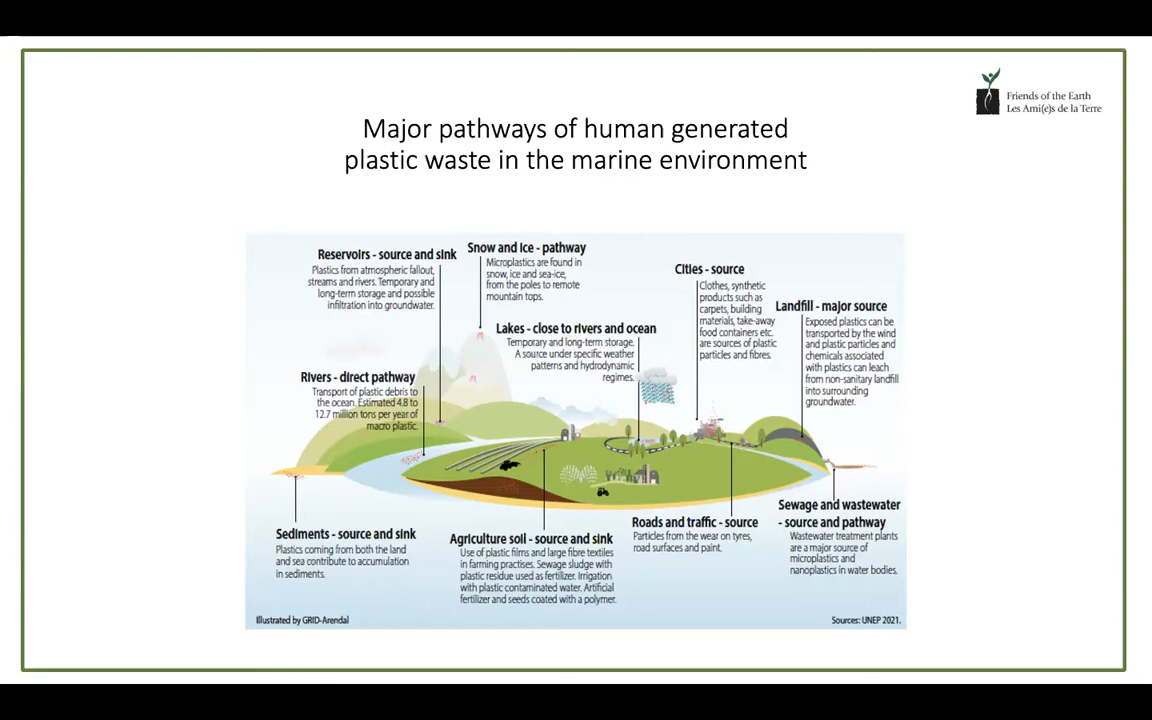 Friends of the Earth
Les Ami(e)s de la Terre
Major pathways of human generated
plastic waste in the marine environment
Reservoirs - source and sink
Plastics from atmospheric fallout,
streams and rivers. Temporary and
long-term storage and possible
infiltration into groundwater.
Snow and ice - pathway
Microplastics are found in
snow, ice and sea-ice,
from the poles to remote
mountain tops.
Cities - source
Clothes, synthetic
products such as
carpets, building
materials, take-away
food containers etc.
are sources of plastic
particles and fibres.
Landfill - major source
Exposed plastics can be
transported by the wind
and plastic particles and
chemicals associated
with plastics can leach
from non-sanitary landfill
into surrounding
groundwater.
Lakes - close to rivers and ocean
Temporary and long-term storage.
A source under specific weather
patterns and hydrodynamic
regimes.
Rivers - direct pathway
Transport of plastic debris to
the ocean. Estimated 4.8 to
12.7 million tons per year of
macro plastic.
Sediments - source and sink
Plastics coming from both the land
and sea contribute to accumulation
in sediments.
Agriculture soil - source and sink
Use of plastic films and large fibre textiles
in farming practises. Sewage sludge with
plastic residue used as fertilizer. Irrigation
with plastic contaminated water. Artificial
fertilizer and seeds coated with a polymer.
Roads and traffic - source
Particles from the wear on tyres,
road surfaces and paint.
Sewage and wastewater
- source and pathway
Wastewater treatment plants
are a major source of
microplastics and
nanoplastics in water bodies.
Illustrated by GRID-Arendal
Sources: UNEP 2021.